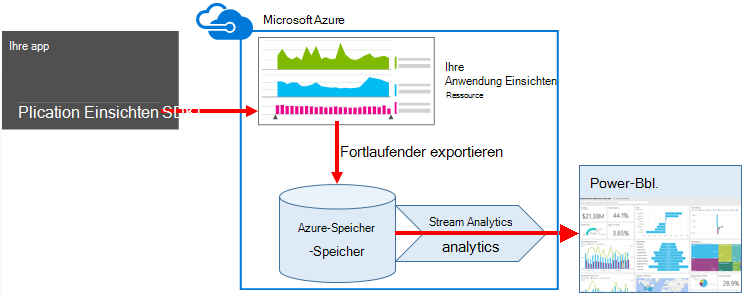 Microsoft Azure
Ihre app
Plication Einsichten SDK
Ihre
Anwendung Einsichten
Ressource
Fortlaufender exportieren
Azure-Speicher
-Speicher
Stream Analytics
analytics
Power-Bbl.
$21.38M
44.1%
3.65%
28.9%